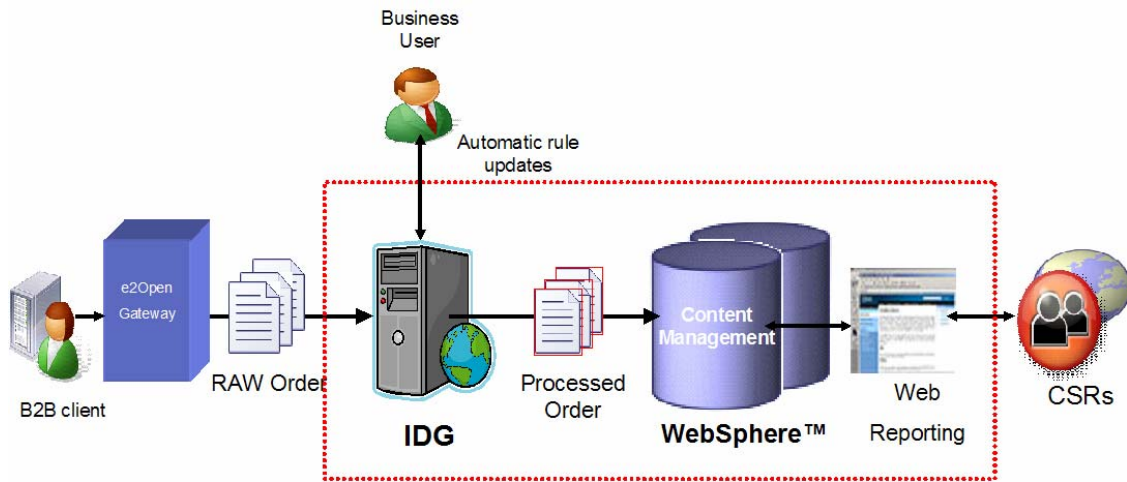 Business
User
Automatic rule
updates
e2Open
Gateway
B2B client
RAW Order
IDG
Processed
Order
Content
Management
WebSphere™
Web
Reporting
CSRs